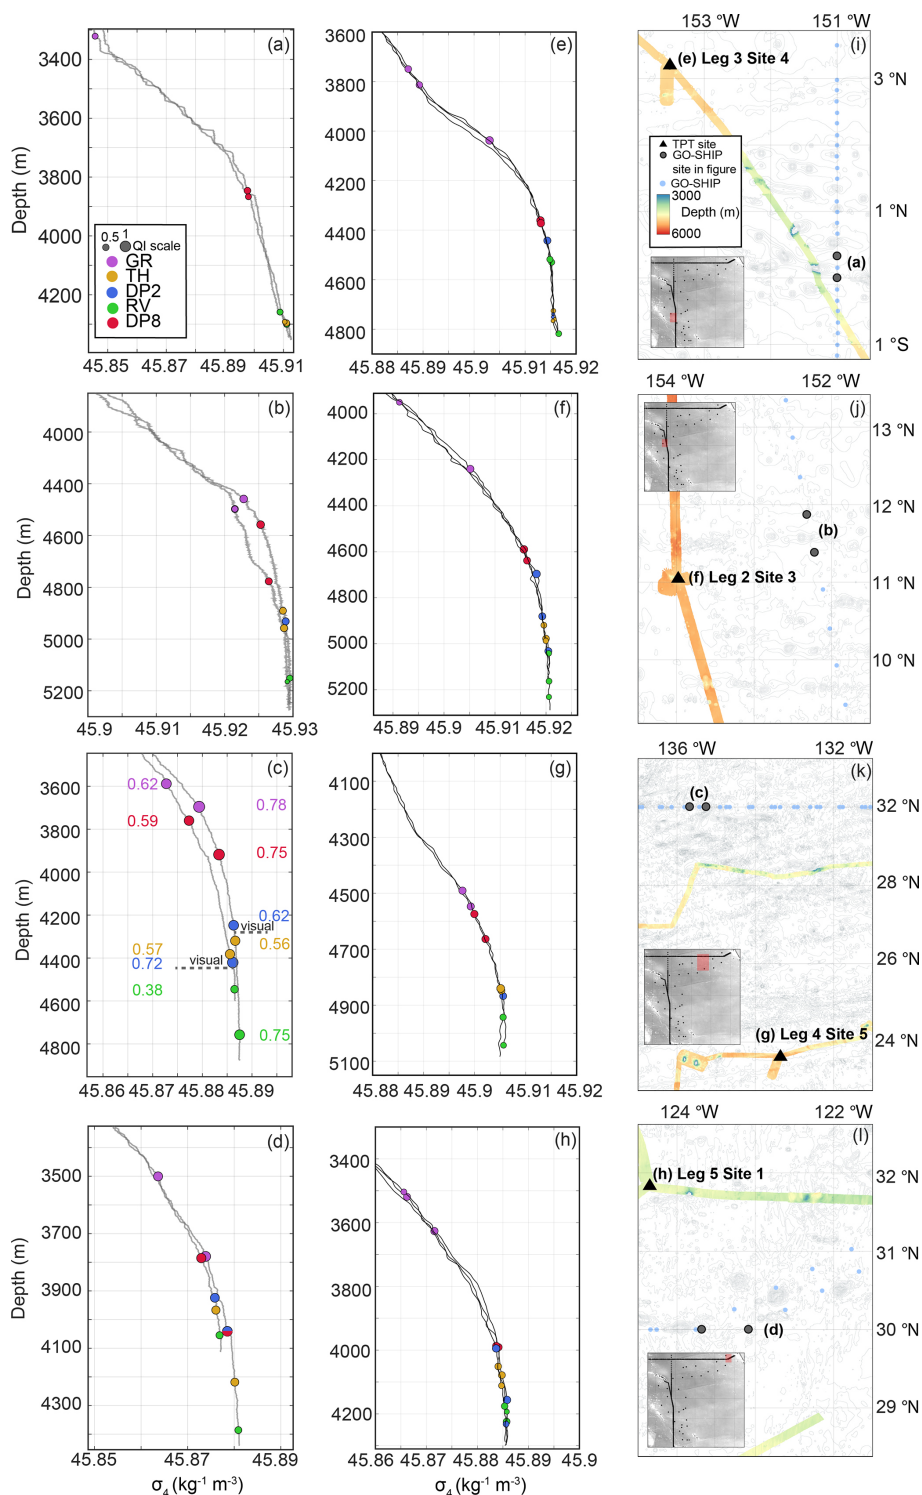 (a)
3400
3600
3800
4000
4200
Depth (m)
45.85 45.87 45.89 45.91
0.5 1 QI scale
GR
TH
DP2
RV
DP8
(e)
3600
3800
4000
4200
4400
4600
4800
45.88 45.89 45.9 45.91 45.92
153 °W 151 °W
(i)
(e) Leg 3 Site 4
3 °N
TPT site
GO-SHIP
site in figure
GO-SHIP
3000
Depth (m)
6000
1 °N
(a)
1 °S
(b)
4000
4200
4400
4600
4800
5000
5200
Depth (m)
45.9 45.91 45.92 45.93
(f)
4000
4200
4400
4600
4800
5000
5200
45.89 45.9 45.91 45.92
154 °W 152 °W
(j)
13 °N
12 °N
(b)
(f) Leg 2 Site 3
11 °N
10 °N
(c)
3400
3600
3800
4000
4200
4400
4600
4800
Depth (m)
0.62
0.78
0.59
0.75
0.62
visual
0.57
0.56
0.72
visual
0.38
0.75
45.86 45.87 45.88 45.89
(g)
4100
4300
4500
4700
4900
5100
45.88 45.89 45.9 45.91 45.92
136 °W 132 °W
(k)
(c)
32 °N
28 °N
26 °N
(g) Leg 4 Site 5
24 °N
(d)
3500
3700
3900
4100
4300
Depth (m)
45.85 45.87 45.89
σ4 (kg-1 m-3)
(h)
3400
3600
3800
4000
4200
45.86 45.87 45.88 45.89 45.9
σ4 (kg-1 m-3)
124 °W 122 °W
(l)
(h) Leg 5 Site 1
32 °N
31 °N
(d)
30 °N
29 °N